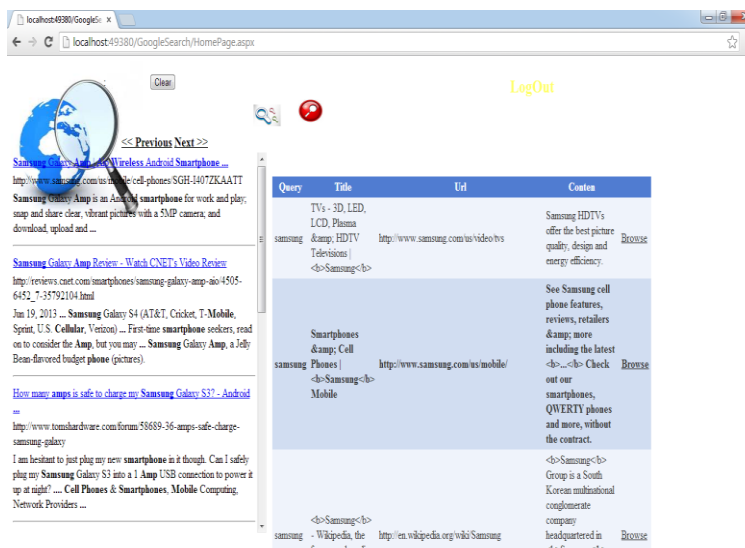 localhost:49380/GoogleSe ×
localhost:49380/GoogleSearch/HomePage.aspx
Clear
LogOut
<< Previous Next >>
Samsung Galaxy Amp | Aio Wireless Android Smartphone ...
http://www.samsung.com/us/mobile/cell-phones/SGH-I407ZKAATT
Samsung Galaxy Amp is an Android smartphone for work and play;
snap and share clear, vibrant pictures with a 5MP camera; and
download, upload and ...
Samsung Galaxy Amp Review - Watch CNET's Video Review
http://reviews.cnet.com/smartphones/samsung-galaxy-amp-aio/4505-
6452_7-35792104.html
Jun 19, 2013 ... Samsung Galaxy S4 (AT&T, Cricket, T-Mobile,
Sprint, U.S. Cellular, Verizon) ... First-time smartphone seekers, read
on to consider the Amp, but you may ... Samsung Galaxy Amp, a Jelly
Bean-flavored budget phone (pictures).
How many amps is safe to charge my Samsung Galaxy S3? - Android
...
http://www.tomshardware.com/forum/58689-36-amps-safe-charge-
samsung-galaxy
I am hesitant to just plug my new smartphone in it though. Can I safely
plug my Samsung Galaxy S3 into a 1 Amp USB connection to power it
up at night? .... Cell Phones & Smartphones, Mobile Computing,
Network Providers ...
Query Title Url Conten
TVs - 3D, LED,
LCD, Plasma
&amp; HDTV
Televisions |
<b>Samsung</b>
samsung
http://www.samsung.com/us/video/tvs
Samsung HDTVs
offer the best picture
quality, design and
energy efficiency.
Browse
samsung
Smartphones
&amp; Cell
Phones |
<b>Samsung</b>
Mobile
http://www.samsung.com/us/mobile/
See Samsung cell
phone features,
reviews, retailers
&amp; more
including the latest
<b>...</b> Check
out our
smartphones,
QWERTY phones
and more, without
the contract.
Browse
samsung
<b>Samsung</b>
- Wikipedia, the
http://en.wikipedia.org/wiki/Samsung
<b>Samsung</b>
Group is a South
Korean multinational
conglomerate
company
headquartered in
Browse